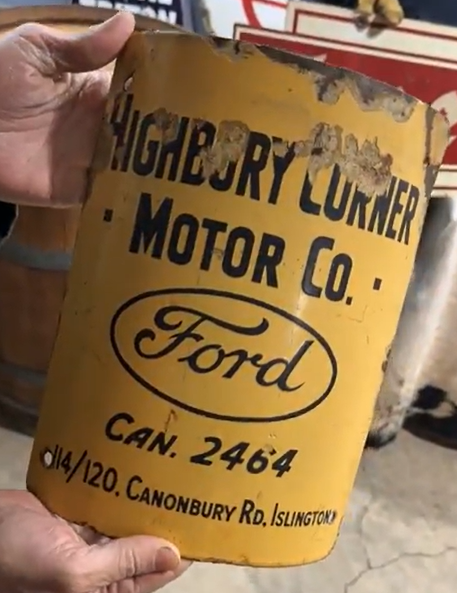 HIGHBURY CORNER
· MOTOR CO. ·
Ford
CAN. 2464
114/120. CANONBURY RD. ISLINGTON